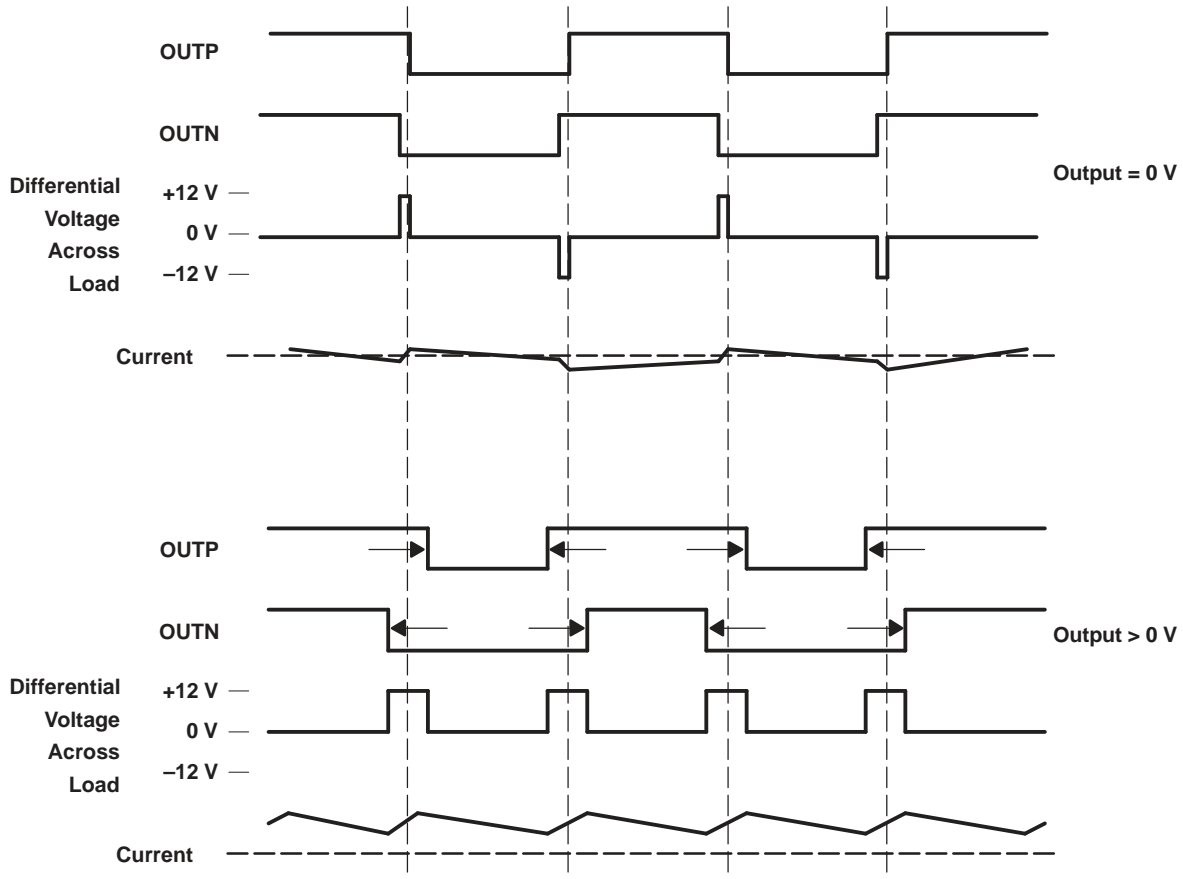 OUTP
OUTN
Output = 0 V
Differential
Voltage
Across
Load
+12 V
0 V
–12 V
Current
OUTP
OUTN
Output > 0 V
Differential
Voltage
Across
Load
+12 V
0 V
–12 V
Current